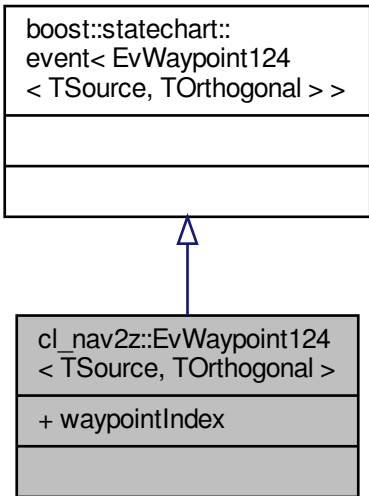 boost::statechart::
event< EvWaypoint124
< TSource, TOrthogonal > >
cl_nav2z::EvWaypoint124
< TSource, TOrthogonal >
+ waypointIndex